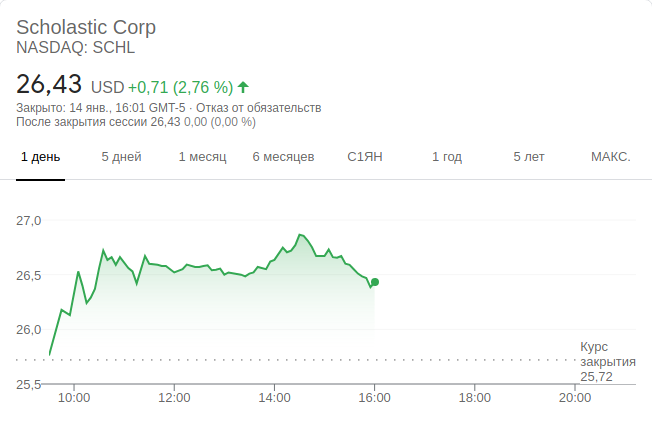 Scholastic Corp
NASDAQ: SCHL
26,43 USD +0,71 (2,76 %)
Закрыто: 14 янв., 16:01 GMT-5 · Отказ от обязательств
После закрытия сессии 26,43 0,00 (0,00 %)
1 день 5 дней 1 месяц 6 месяцев С1ЯН 1 год 5 лет МАКС.
27,0
26,5
26,0
Курс
закрытия
25,72
25,5
10:00 12:00 14:00 16:00 18:00 20:00